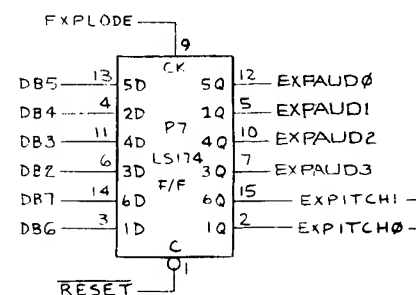 EXPLODE
9
CK
DB5 13 5D 5Q 12 EXPAUDØ
DB4 4 2D 1Q 5 EXPAUD1
DB3 11 4D P7 4Q 10 EXPAUD2
DB2 6 3D LS174 3Q 7 EXPAUD3
DB7 14 6D F/F 6Q 15 EXPITCH1
DB6 3 1D 1Q 2 EXPITCHØ
C
1
RESET